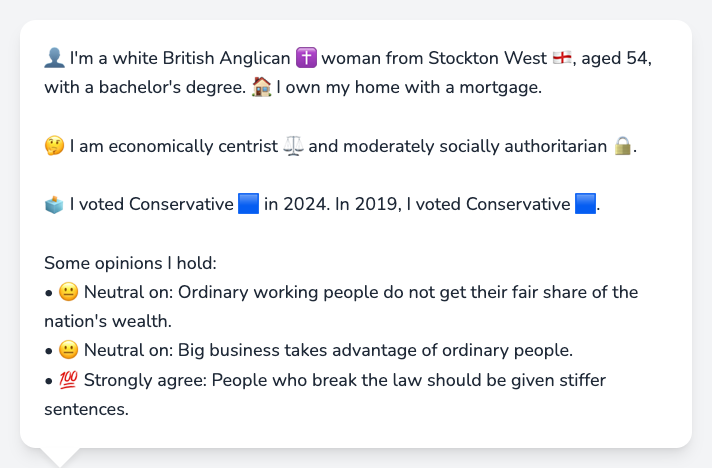 👤 I'm a white British Anglican ✝️ woman from Stockton West 🏴󠁧󠁢󠁥󠁮󠁧󠁿, aged 54,
with a bachelor's degree. 🏠 I own my home with a mortgage.
🤔 I am economically centrist ⚖️ and moderately socially authoritarian 🔒.
🗳️ I voted Conservative 🟦 in 2024. In 2019, I voted Conservative 🟦.
Some opinions I hold:
• 😐 Neutral on: Ordinary working people do not get their fair share of the
nation's wealth.
• 😐 Neutral on: Big business takes advantage of ordinary people.
• 💯 Strongly agree: People who break the law should be given stiffer
sentences.